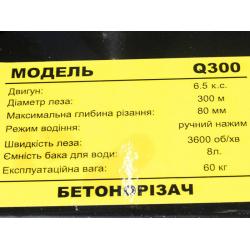 МОДЕЛЬ Q300
Двигун: 6.5 к.с.
Діаметр леза: 300 м
Максимальна глибина різання: 80 мм
Режим водіння: ручний нажим
Швидкість леза: 3600 об/хв
Ємність бака для води: 8л.
Експлуатаційна вага: 60 кг
БЕТОНОРІЗАЧ